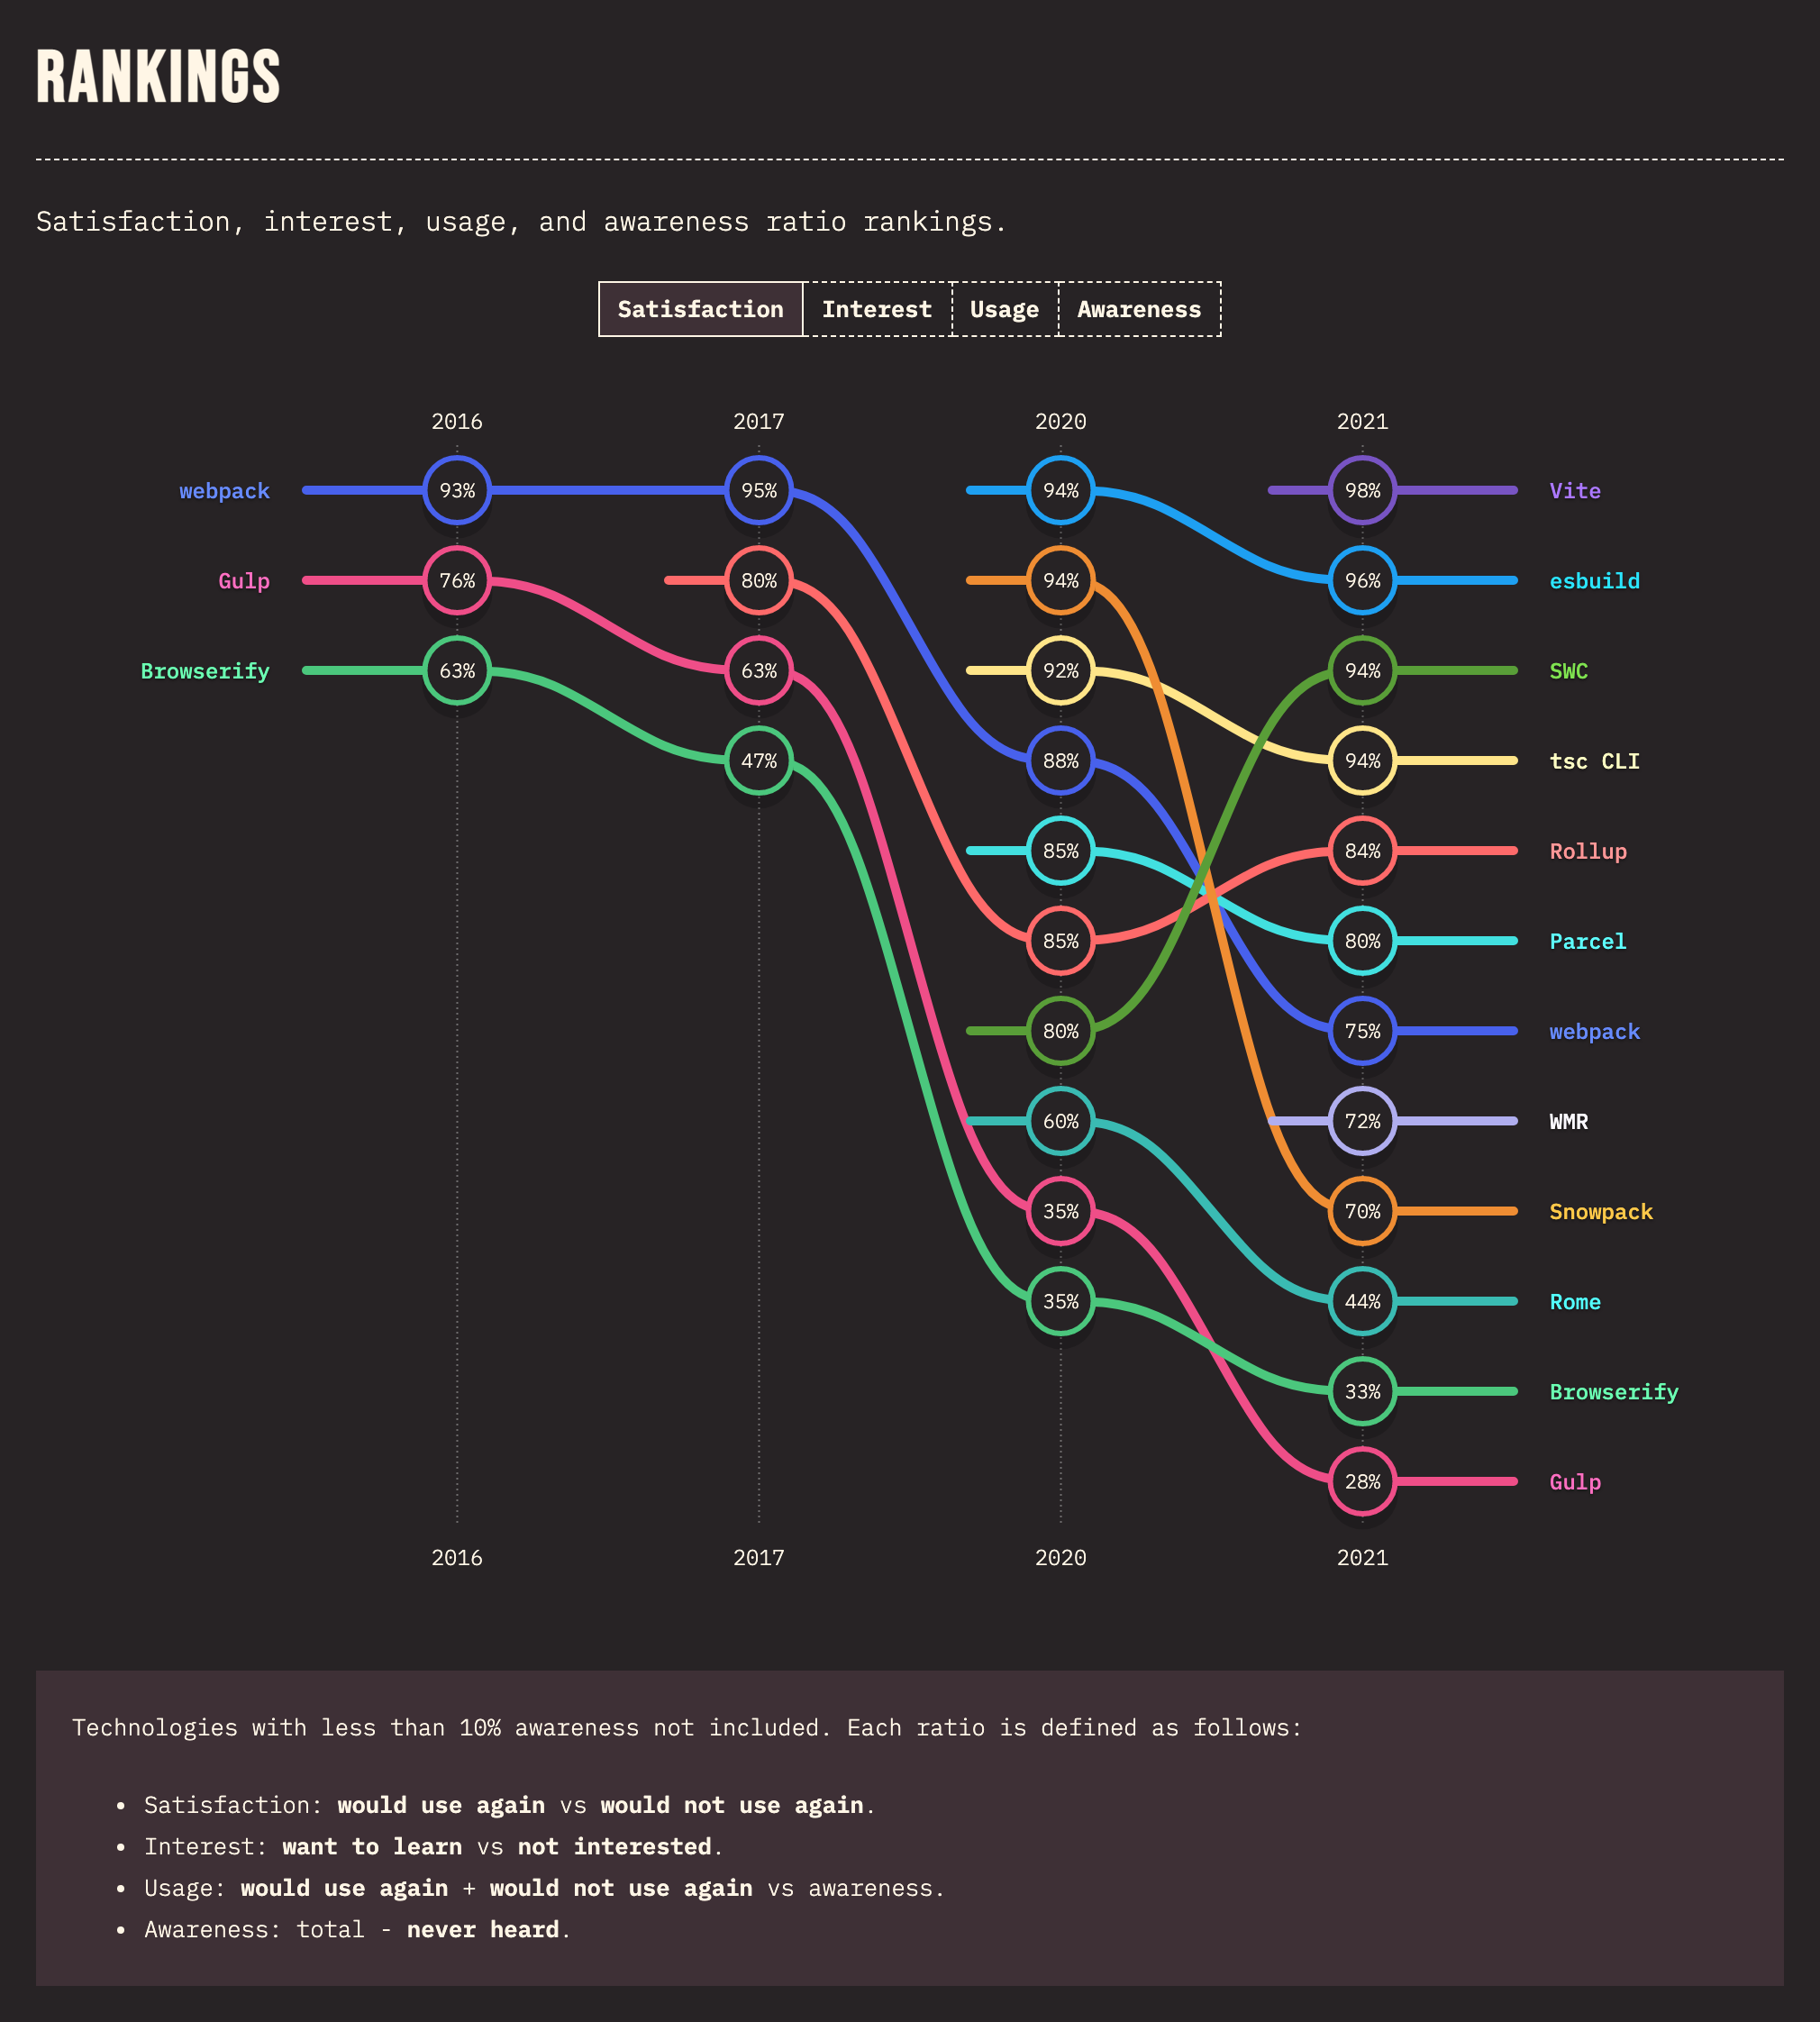 RANKINGS
Satisfaction, interest, usage, and awareness ratio rankings.
Satisfaction Interest Usage Awareness
2016 2017 2020 2021
webpack 93% 95% 94% 98% Vite
Gulp 76% 80% 94% 96% esbuild
Browserify 63% 63% 92% 94% SWC
47% 88% 94% tsc CLI
85% 84% Rollup
85% 80% Parcel
80% 75% webpack
60% 72% WMR
35% 70% Snowpack
35% 44% Rome
33% Browserify
28% Gulp
2016 2017 2020 2021
Technologies with less than 10% awareness not included. Each ratio is defined as follows:
• Satisfaction: would use again vs would not use again.
• Interest: want to learn vs not interested.
• Usage: would use again + would not use again vs awareness.
• Awareness: total - never heard.